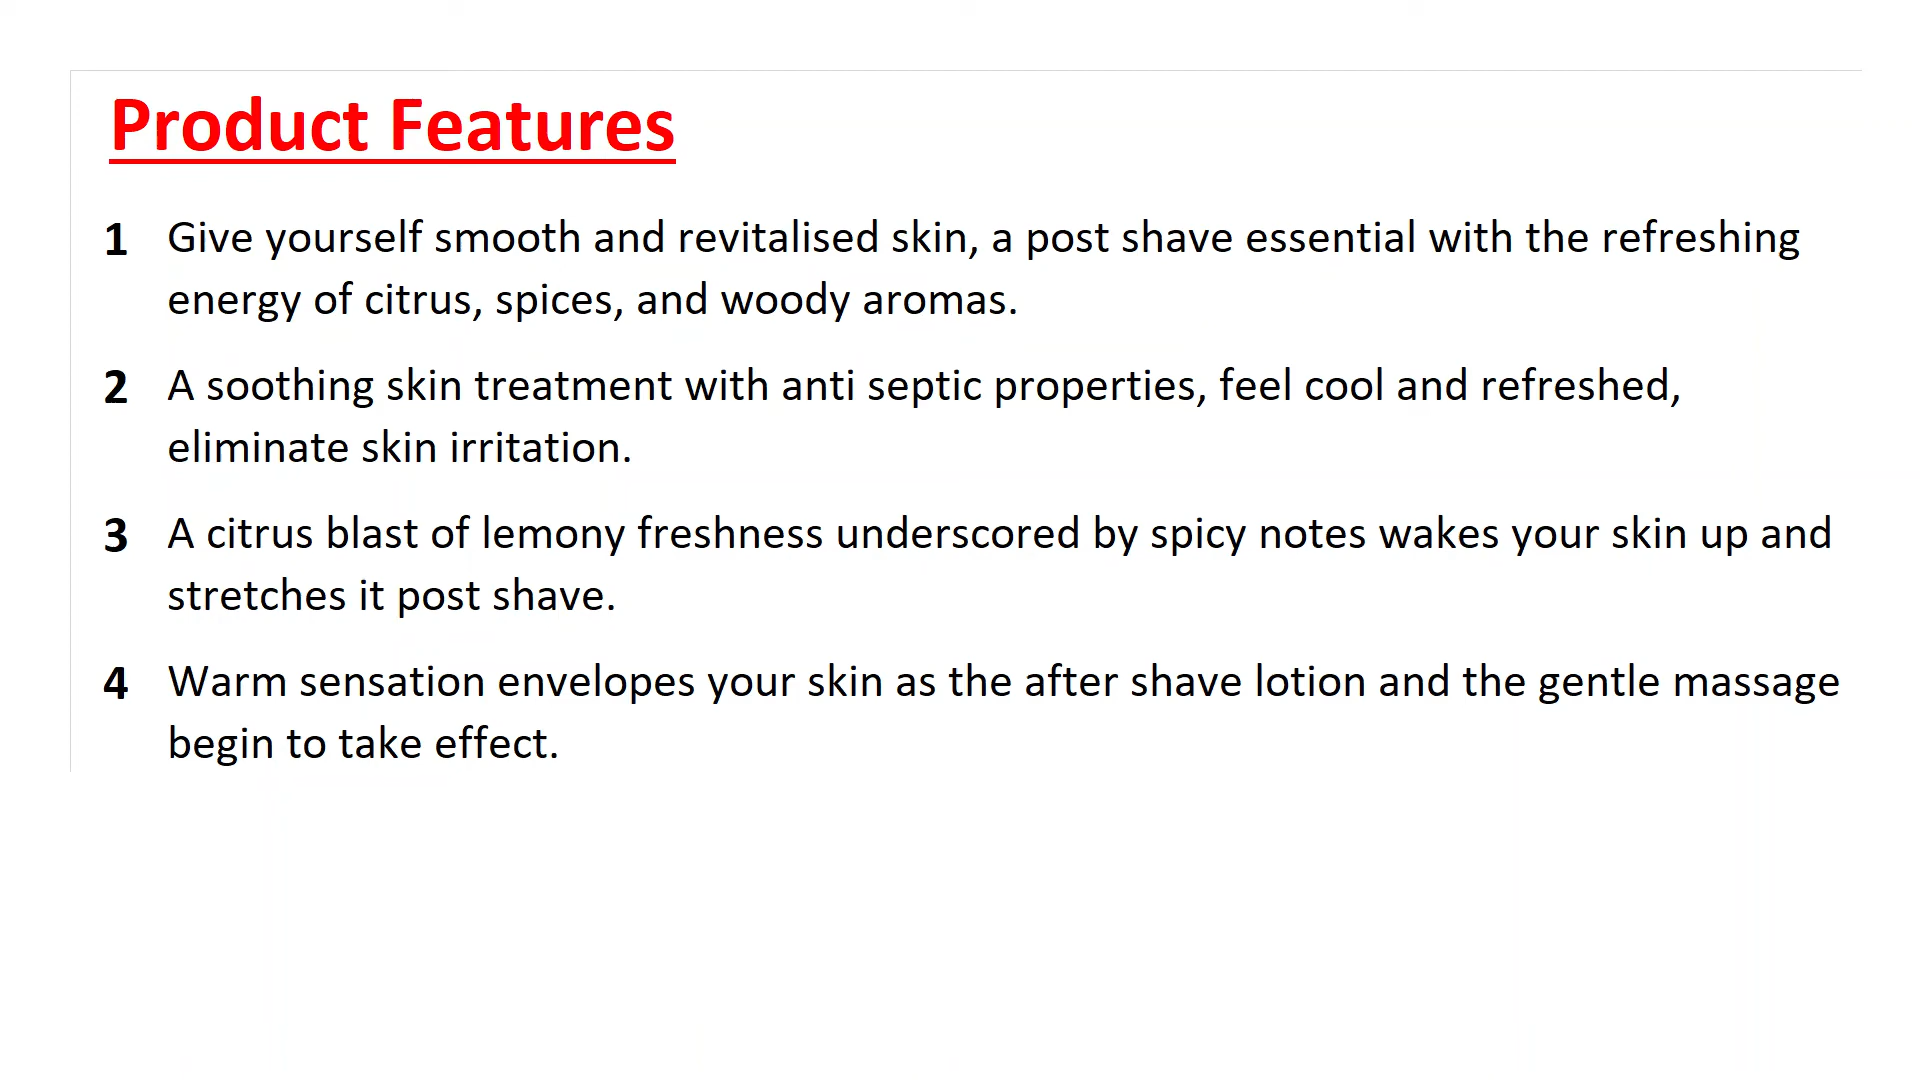 Product Features
1 Give yourself smooth and revitalised skin, a post shave essential with the refreshing
energy of citrus, spices, and woody aromas.
2 A soothing skin treatment with anti septic properties, feel cool and refreshed,
eliminate skin irritation.
3 A citrus blast of lemony freshness underscored by spicy notes wakes your skin up and
stretches it post shave.
4 Warm sensation envelopes your skin as the after shave lotion and the gentle massage
begin to take effect.